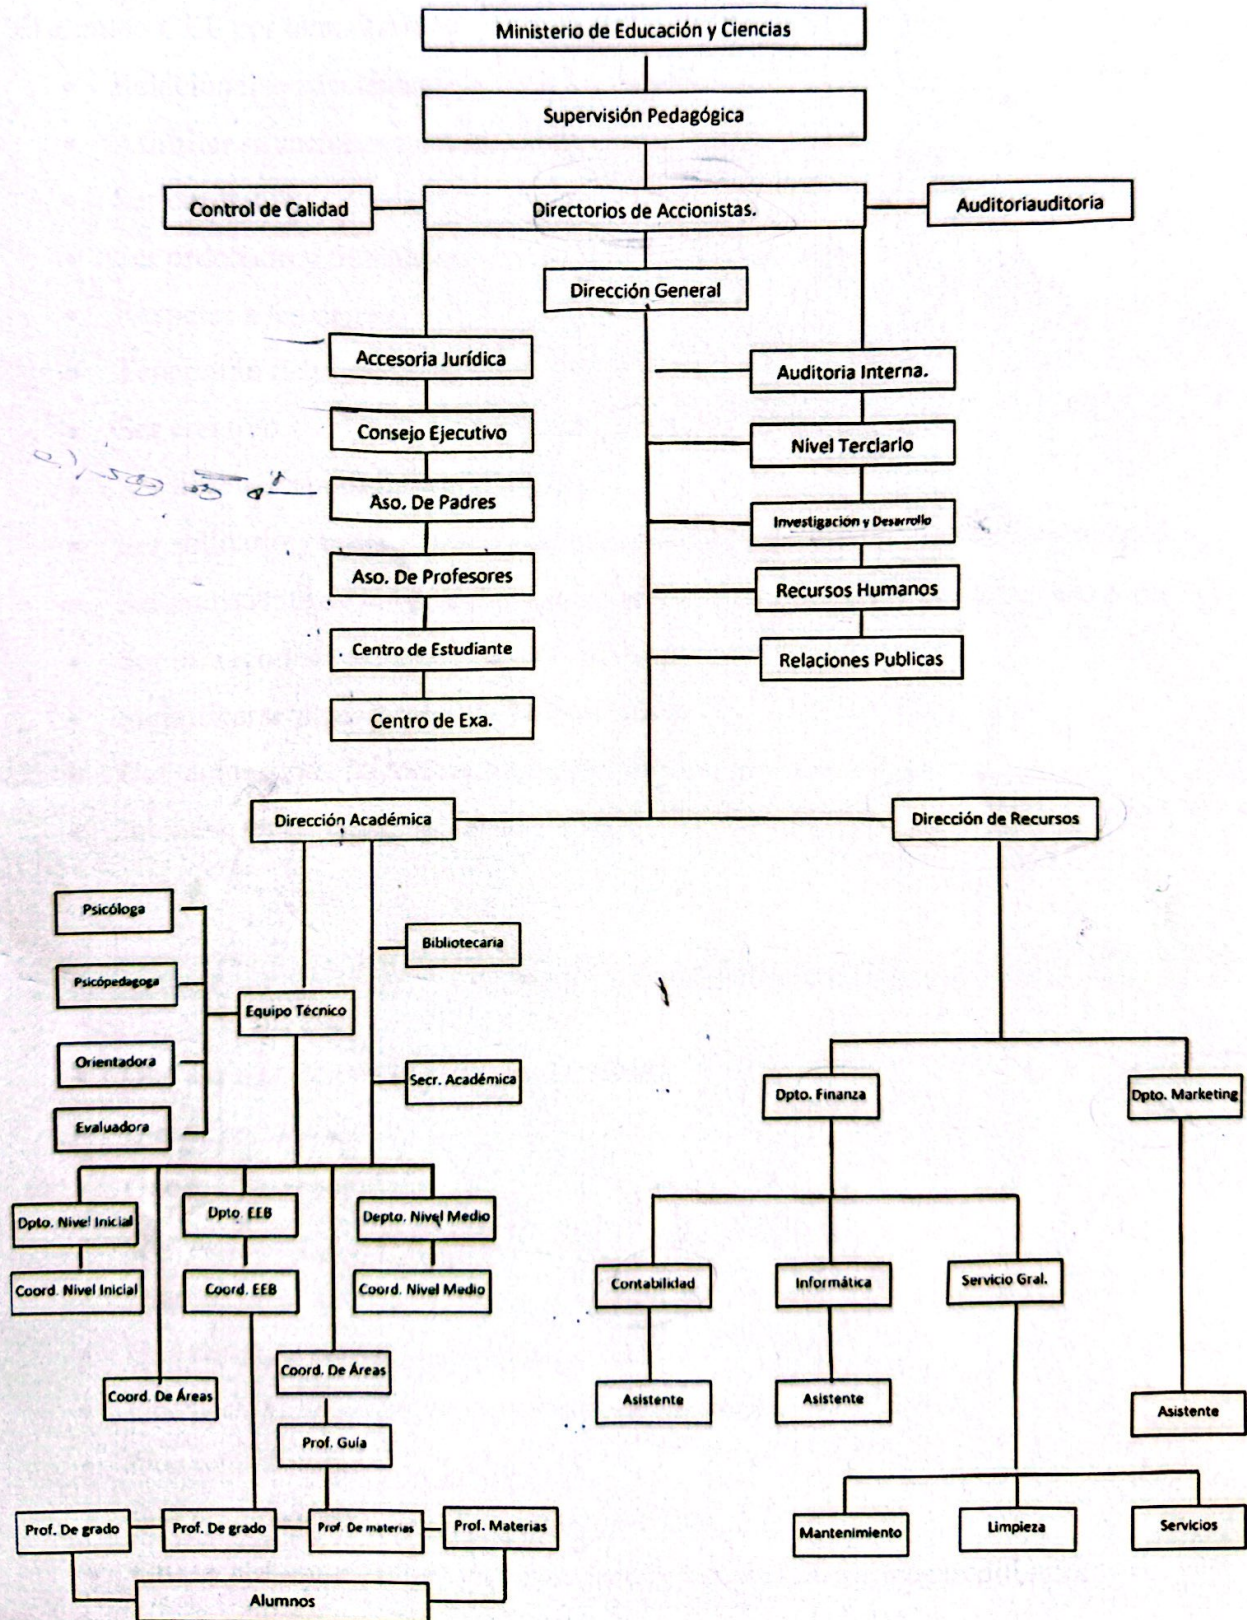 Ministerio de Educación y Ciencias
Supervisión Pedagógica
Control de Calidad
Directorios de Accionistas.
Auditoriauditoria
Dirección General
Accesoria Jurídica
Auditoria Interna.
Consejo Ejecutivo
Nivel Terciario
Aso. De Padres
Investigacion y Desarrollo
Aso. De Profesores
Recursos Humanos
Centro de Estudiante
Relaciones Publicas
Centro de Exa.
Dirección Académica
Dirección de Recursos
Psicóloga
Bibliotecaria
Psicópedagoga
Equipo Técnico
Orientadora
Secr. Académica
Evaluadora
Dpto. Finanza
Dpto. Marketing
Dpto. Nivel Inicial
Dpto. EEB
Depto. Nivel Medio
Coord. Nivel Inicial
Coord. EEB
Coord. Nivel Medio
Contabilidad
Informática
Servicio Gral.
Coord. De Áreas
Coord. De Áreas
Asistente
Asistente
Asistente
Prof. Guía
Prof. De grado
Prof. De grado
Prof. De materias
Prof. Materias
Mantenimiento
Limpieza
Servicios
Alumnos